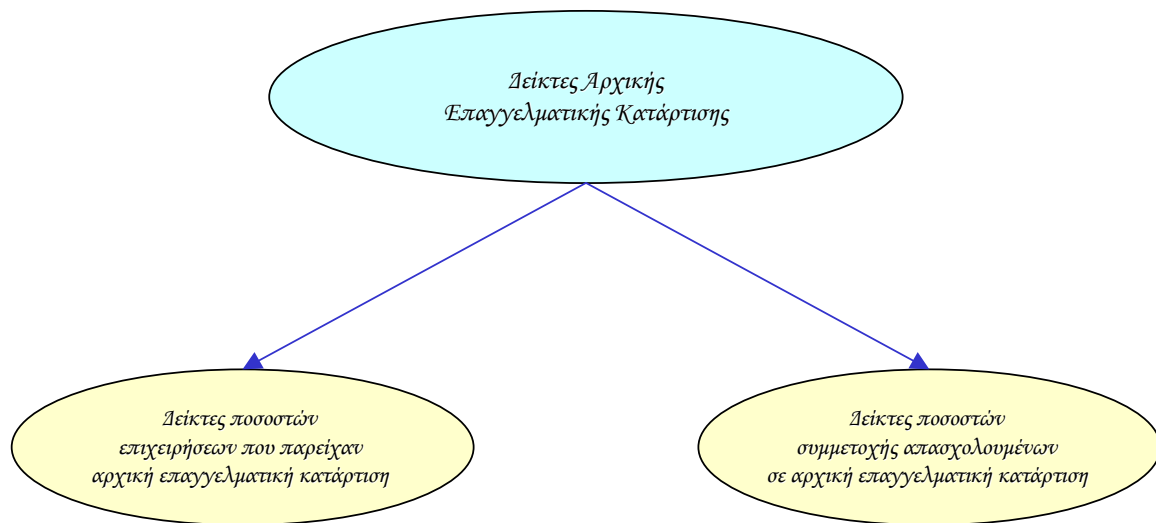 Δείκτες Αρχικής
Επαγγελματικής Κατάρτισης
Δείκτες ποσοστών
επιχειρήσεων που παρείχαν
αρχική επαγγελματική κατάρτιση
Δείκτες ποσοστών
συμμετοχής απασχολουμένων
σε αρχική επαγγελματική κατάρτιση